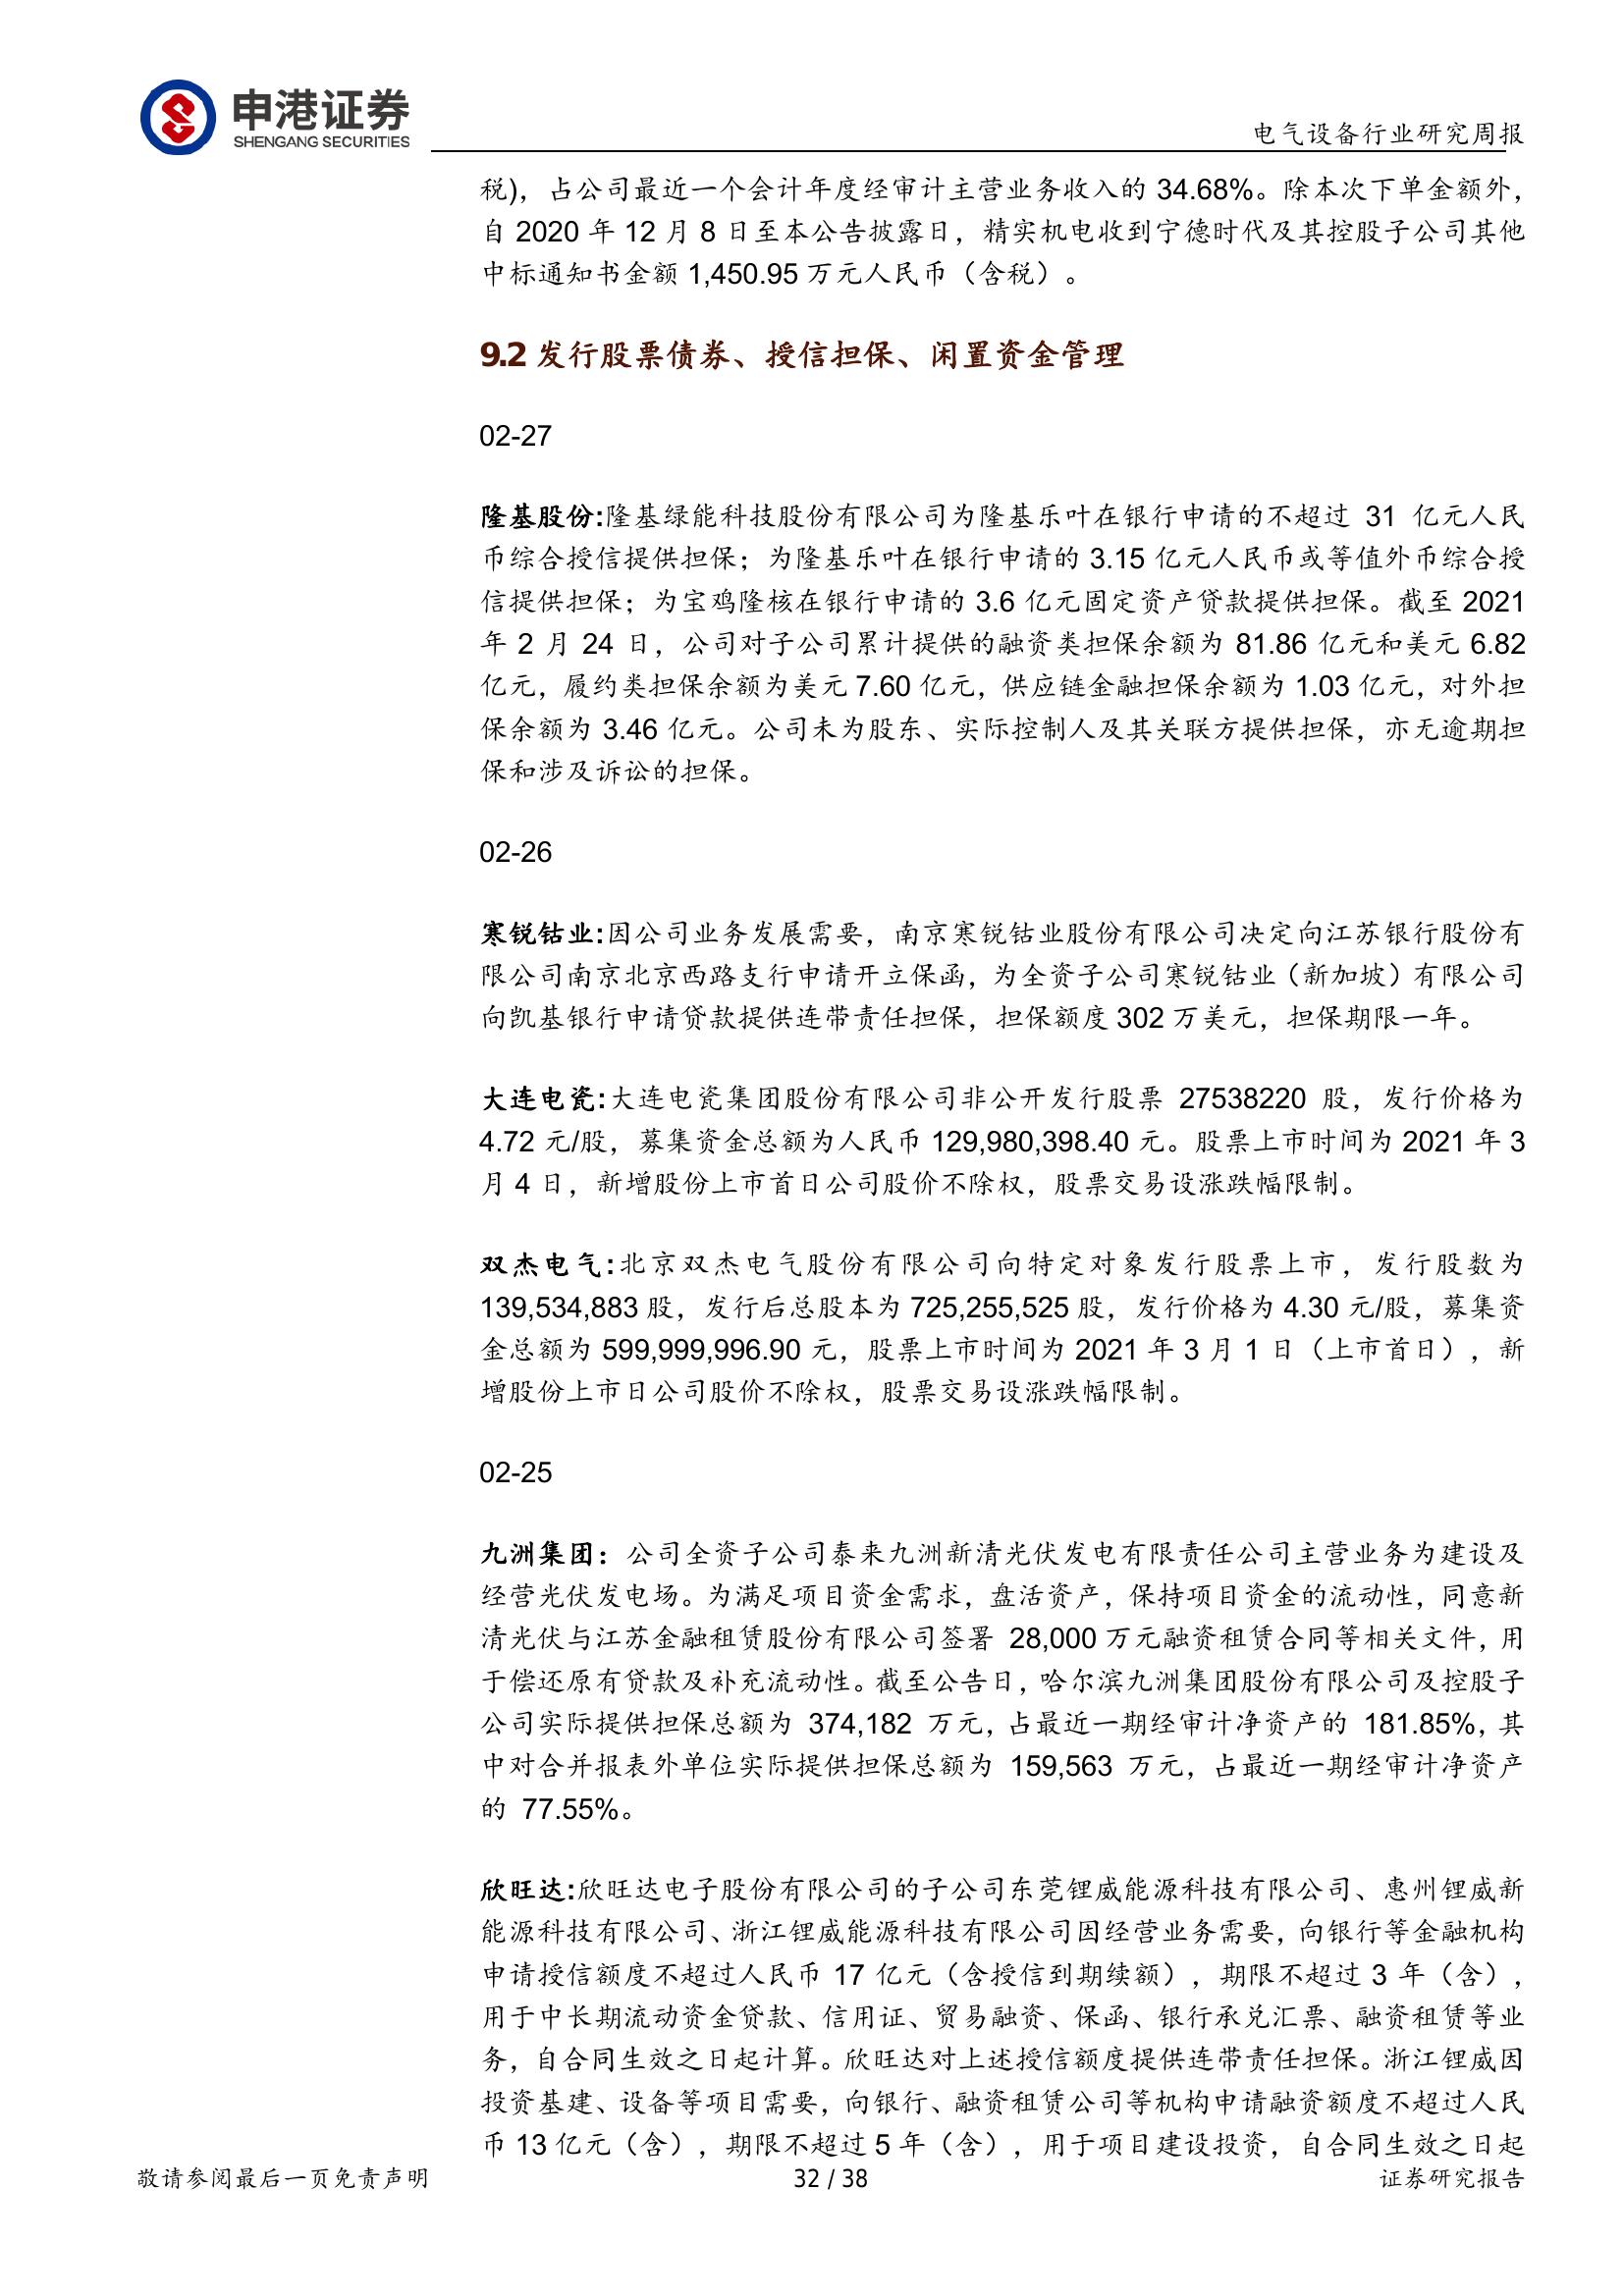 申港证券
SHENGANG SECURITIES
电气设备行业研究周报
税)，占公司最近一个会计年度经审计主营业务收入的 34.68%。除本次下单金额外，
自 2020 年 12 月 8 日至本公告披露日，精实机电收到宁德时代及其控股子公司其他
中标通知书金额 1,450.95 万元人民币（含税）。
9.2 发行股票债券、授信担保、闲置资金管理
02-27
隆基股份:隆基绿能科技股份有限公司为隆基乐叶在银行申请的不超过 31 亿元人民
币综合授信提供担保；为隆基乐叶在银行申请的 3.15 亿元人民币或等值外币综合授
信提供担保；为宝鸡隆核在银行申请的 3.6 亿元固定资产贷款提供担保。截至 2021
年 2 月 24 日，公司对子公司累计提供的融资类担保余额为 81.86 亿元和美元 6.82
亿元，履约类担保余额为美元 7.60 亿元，供应链金融担保余额为 1.03 亿元，对外担
保余额为 3.46 亿元。公司未为股东、实际控制人及其关联方提供担保，亦无逾期担
保和涉及诉讼的担保。
02-26
寒锐钴业:因公司业务发展需要，南京寒锐钴业股份有限公司决定向江苏银行股份有
限公司南京北京西路支行申请开立保函，为全资子公司寒锐钴业（新加坡）有限公司
向凯基银行申请贷款提供连带责任担保，担保额度 302 万美元，担保期限一年。
大连电瓷:大连电瓷集团股份有限公司非公开发行股票 27538220 股，发行价格为
4.72 元/股，募集资金总额为人民币 129,980,398.40 元。股票上市时间为 2021 年 3
月 4 日，新增股份上市首日公司股价不除权，股票交易设涨跌幅限制。
双杰电气:北京双杰电气股份有限公司向特定对象发行股票上市，发行股数为
139,534,883 股，发行后总股本为 725,255,525 股，发行价格为 4.30 元/股，募集资
金总额为 599,999,996.90 元，股票上市时间为 2021 年 3 月 1 日（上市首日），新
增股份上市日公司股价不除权，股票交易设涨跌幅限制。
02-25
九洲集团：公司全资子公司泰来九洲新清光伏发电有限责任公司主营业务为建设及
经营光伏发电场。为满足项目资金需求，盘活资产，保持项目资金的流动性，同意新
清光伏与江苏金融租赁股份有限公司签署 28,000 万元融资租赁合同等相关文件，用
于偿还原有贷款及补充流动性。截至公告日，哈尔滨九洲集团股份有限公司及控股子
公司实际提供担保总额为 374,182 万元，占最近一期经审计净资产的 181.85%，其
中对合并报表外单位实际提供担保总额为 159,563 万元，占最近一期经审计净资产
的 77.55%。
欣旺达:欣旺达电子股份有限公司的子公司东莞锂威能源科技有限公司、惠州锂威新
能源科技有限公司、浙江锂威能源科技有限公司因经营业务需要，向银行等金融机构
申请授信额度不超过人民币 17 亿元（含授信到期续额），期限不超过 3 年（含），
用于中长期流动资金贷款、信用证、贸易融资、保函、银行承兑汇票、融资租赁等业
务，自合同生效之日起计算。欣旺达对上述授信额度提供连带责任担保。浙江锂威因
投资基建、设备等项目需要，向银行、融资租赁公司等机构申请融资额度不超过人民
币 13 亿元（含），期限不超过 5 年（含），用于项目建设投资，自合同生效之日起
敬请参阅最后一页免责声明
32 / 38
证券研究报告